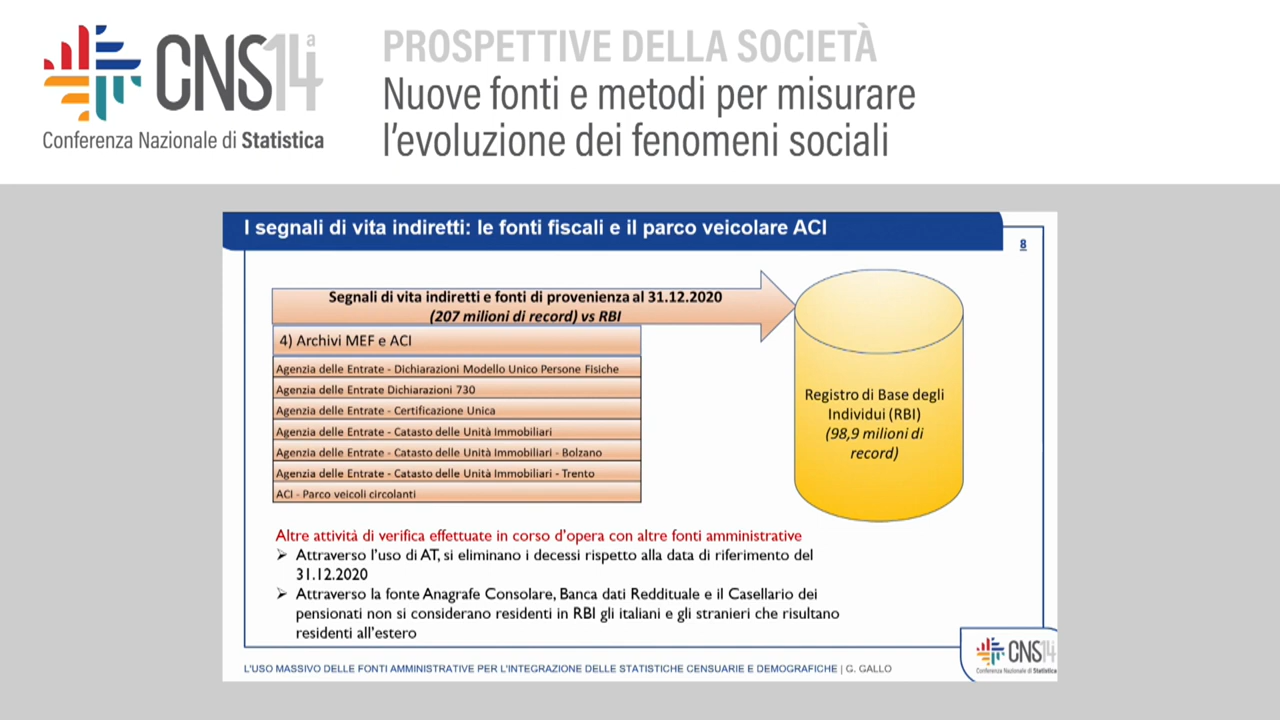 CNS14ª
Conferenza Nazionale di Statistica
PROSPETTIVE DELLA SOCIETÀ
Nuove fonti e metodi per misurare
l'evoluzione dei fenomeni sociali
I segnali di vita indiretti: le fonti fiscali e il parco veicolare ACI
8
Segnali di vita indiretti e fonti di provenienza al 31.12.2020
(207 milioni di record) vs RBI
4) Archivi MEF e ACI
Agenzia delle Entrate - Dichiarazioni Modello Unico Persone Fisiche
Agenzia delle Entrate Dichiarazioni 730
Agenzia delle Entrate - Certificazione Unica
Agenzia delle Entrate - Catasto delle Unità Immobiliari
Agenzia delle Entrate - Catasto delle Unità Immobiliari - Bolzano
Agenzia delle Entrate - Catasto delle Unità Immobiliari - Trento
ACI - Parco veicoli circolanti
Registro di Base degli
Individui (RBI)
(98,9 milioni di
record)
Altre attività di verifica effettuate in corso d'opera con altre fonti amministrative
➢ Attraverso l'uso di AT, si eliminano i decessi rispetto alla data di riferimento del
31.12.2020
➢ Attraverso la fonte Anagrafe Consolare, Banca dati Reddituale e il Casellario dei
pensionati non si considerano residenti in RBI gli italiani e gli stranieri che risultano
residenti all'estero
L'USO MASSIVO DELLE FONTI AMMINISTRATIVE PER L'INTEGRAZIONE DELLE STATISTICHE CENSUARIE E DEMOGRAFICHE | G. GALLO
CNS14
Conferenza Nazionale di Statistica